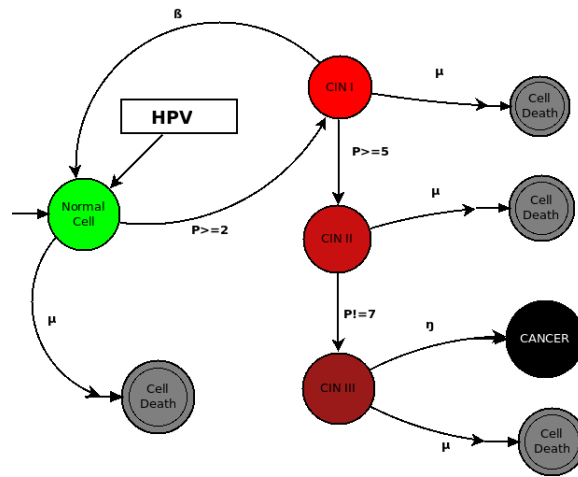 ß
CIN I
µ
Cell
Death
HPV
P>=5
Normal
Cell
P>=2
µ
Cell
Death
CIN II
P!=7
µ
η
CANCER
Cell
Death
CIN III
µ
Cell
Death